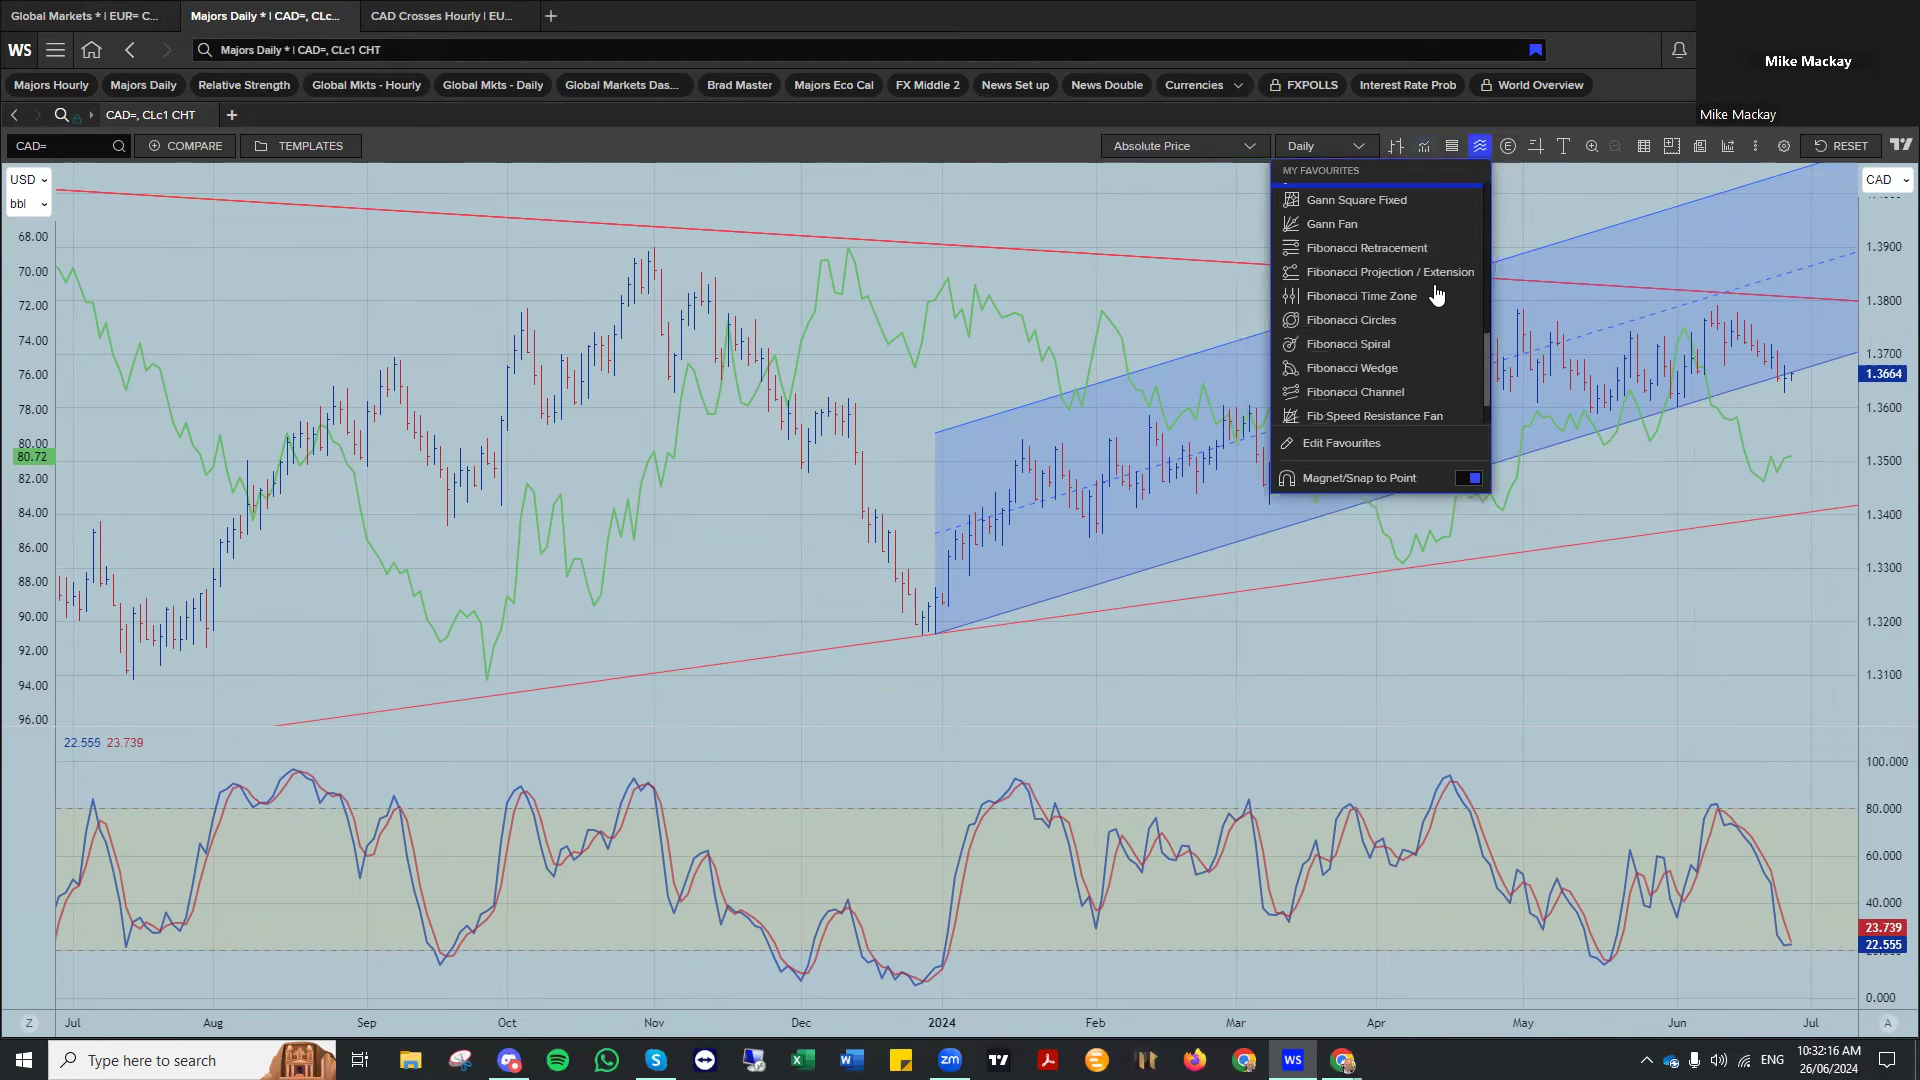 Global Markets * | EUR= C...
Majors Daily * | CAD=, CLc...
CAD Crosses Hourly | EU...
WS
Majors Daily * | CAD=, CLc1 CHT
Mike Mackay
Majors Hourly
Majors Daily
Relative Strength
Global Mkts - Hourly
Global Mkts - Daily
Global Markets Das...
Brad Master
Majors Eco Cal
FX Middle 2
News Set up
News Double
Currencies
FXPOLLS
Interest Rate Prob
World Overview
CAD=, CLc1 CHT
Mike Mackay
CAD=
COMPARE
TEMPLATES
Absolute Price
Daily
RESET
MY FAVOURITES
Gann Square Fixed
Gann Fan
Fibonacci Retracement
Fibonacci Projection / Extension
Fibonacci Time Zone
Fibonacci Circles
Fibonacci Spiral
Fibonacci Wedge
Fibonacci Channel
Fib Speed Resistance Fan
Edit Favourites
Magnet/Snap to Point
USD
bbl
68.00
70.00
72.00
74.00
76.00
78.00
80.00
80.72
82.00
84.00
86.00
88.00
90.00
92.00
94.00
96.00
CAD
1.3900
1.3800
1.3700
1.3664
1.3600
1.3500
1.3400
1.3300
1.3200
1.3100
22.555 23.739
100.000
80.000
60.000
40.000
23.739
22.555
0.000
Z
Jul
Aug
Sep
Oct
Nov
Dec
2024
Feb
Mar
Apr
May
Jun
Jul
A
Type here to search
zm
WS
ENG
10:32:16 AM
26/06/2024